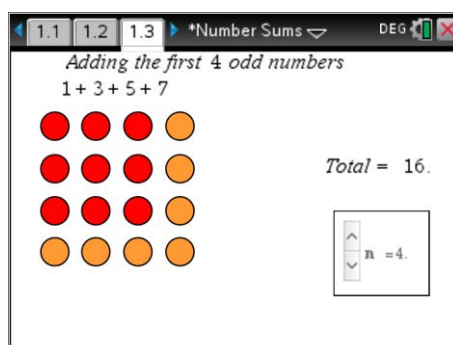 1.1 1.2 1.3 *Number Sums DEG
Adding the first 4 odd numbers
1 + 3 + 5 + 7
Total = 16.
n =4.